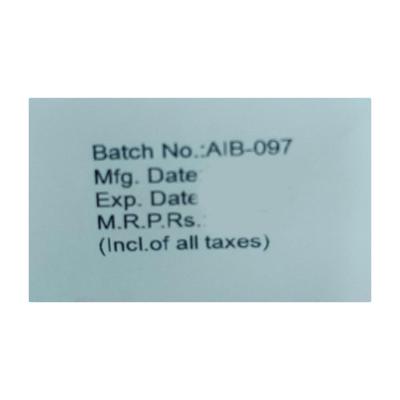 Batch No.:AIB-097
Mfg. Date
Exp. Date
M.R.P.Rs.
(Incl.of all taxes)